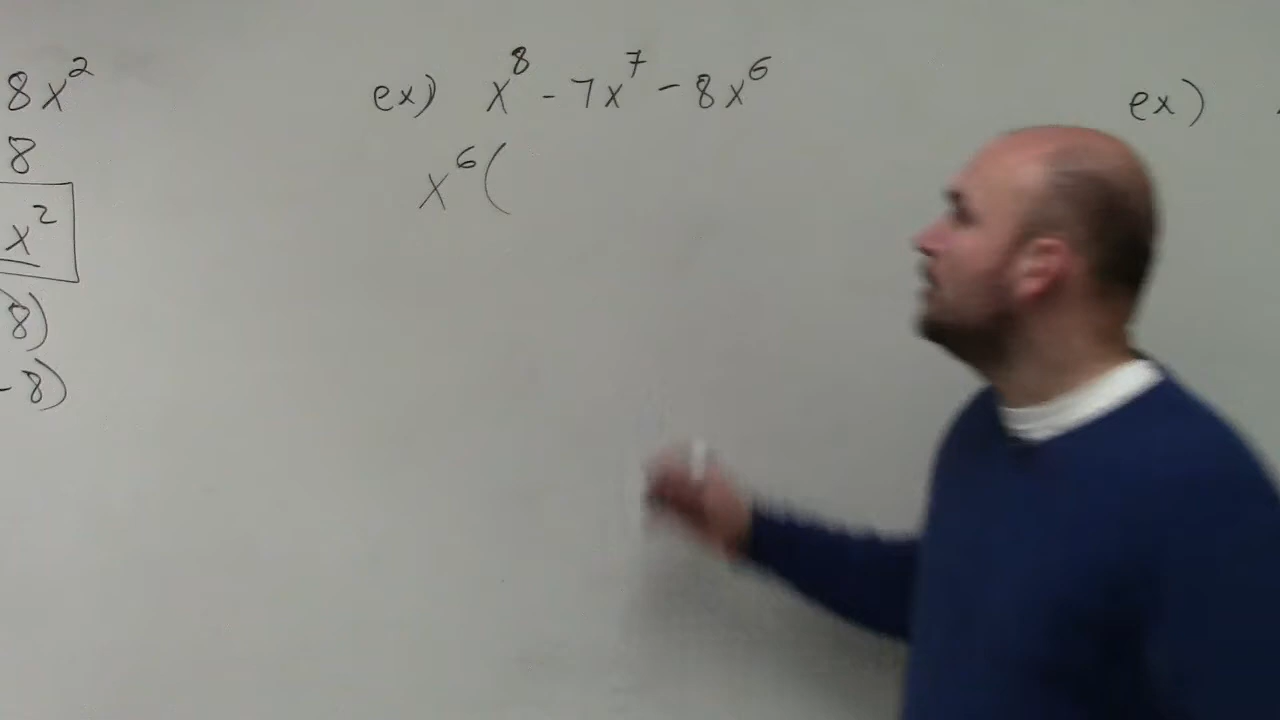 8x²
8
x²
8)
- 8)
ex) x⁸ - 7x⁷ - 8x⁶
x⁶(
ex)